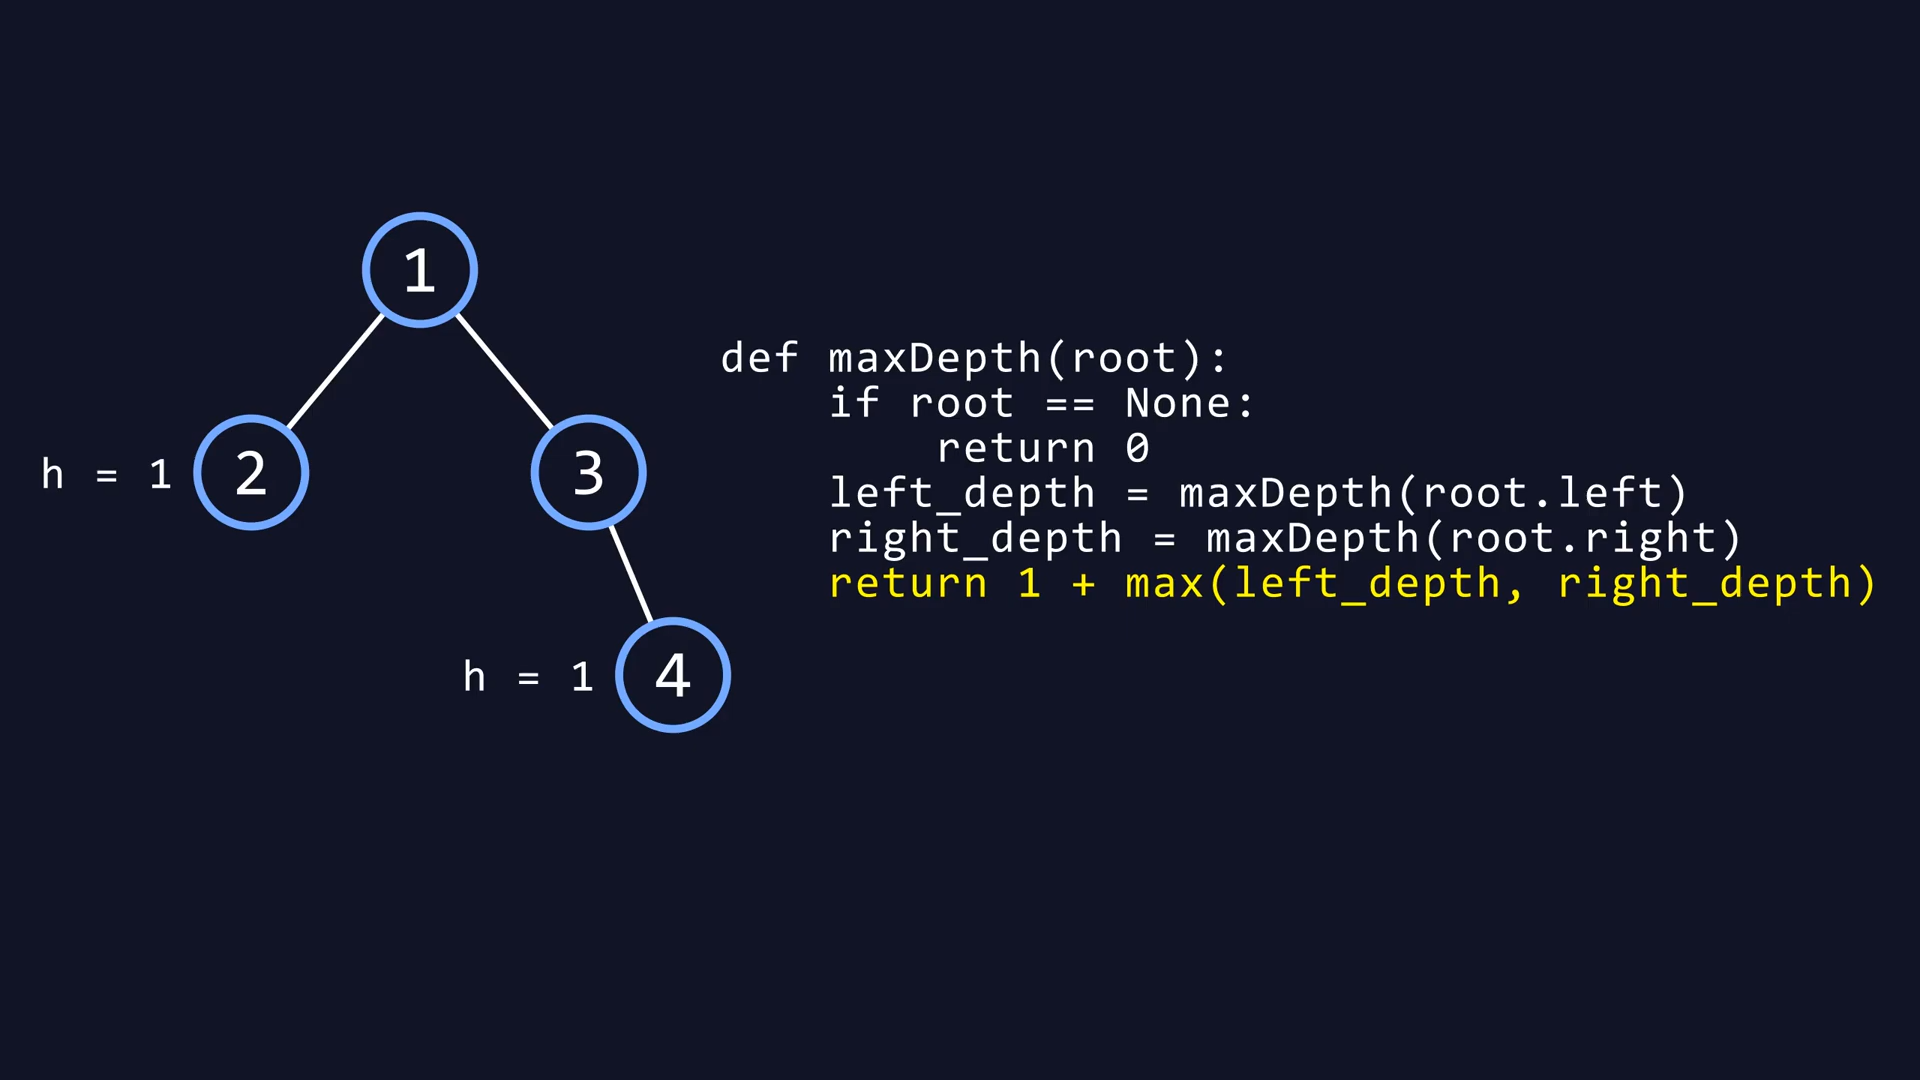 1
def maxDepth(root):
if root == None:
return 0
h = 1 2 3
left_depth = maxDepth(root.left)
right_depth = maxDepth(root.right)
return 1 + max(left_depth, right_depth)
h = 1 4